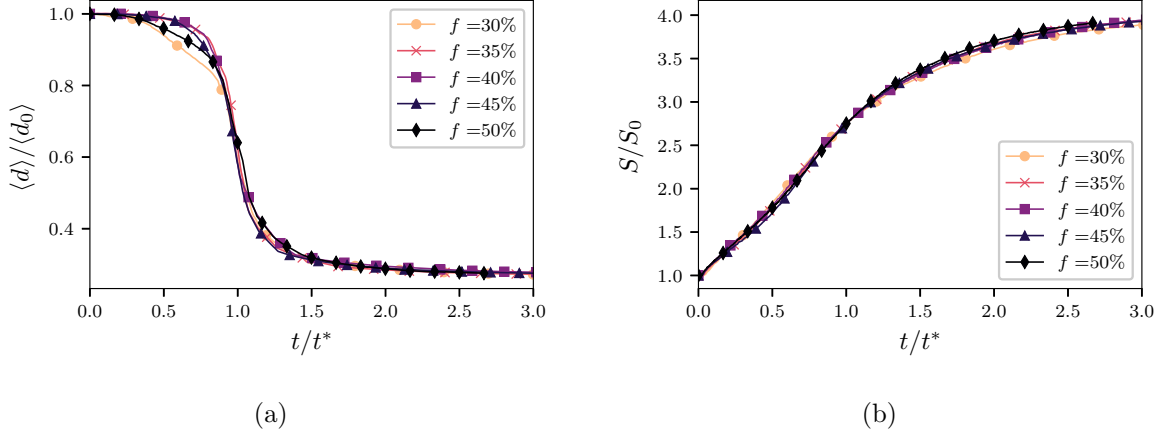 1.0
0.8
0.6
0.4
⟨d⟩/⟨d₀⟩
0.0 0.5 1.0 1.5 2.0 2.5 3.0
t/t*
f =30%
f =35%
f =40%
f =45%
f =50%
(a)
4.0
3.5
3.0
2.5
2.0
1.5
1.0
S/S₀
0.0 0.5 1.0 1.5 2.0 2.5 3.0
t/t*
f =30%
f =35%
f =40%
f =45%
f =50%
(b)